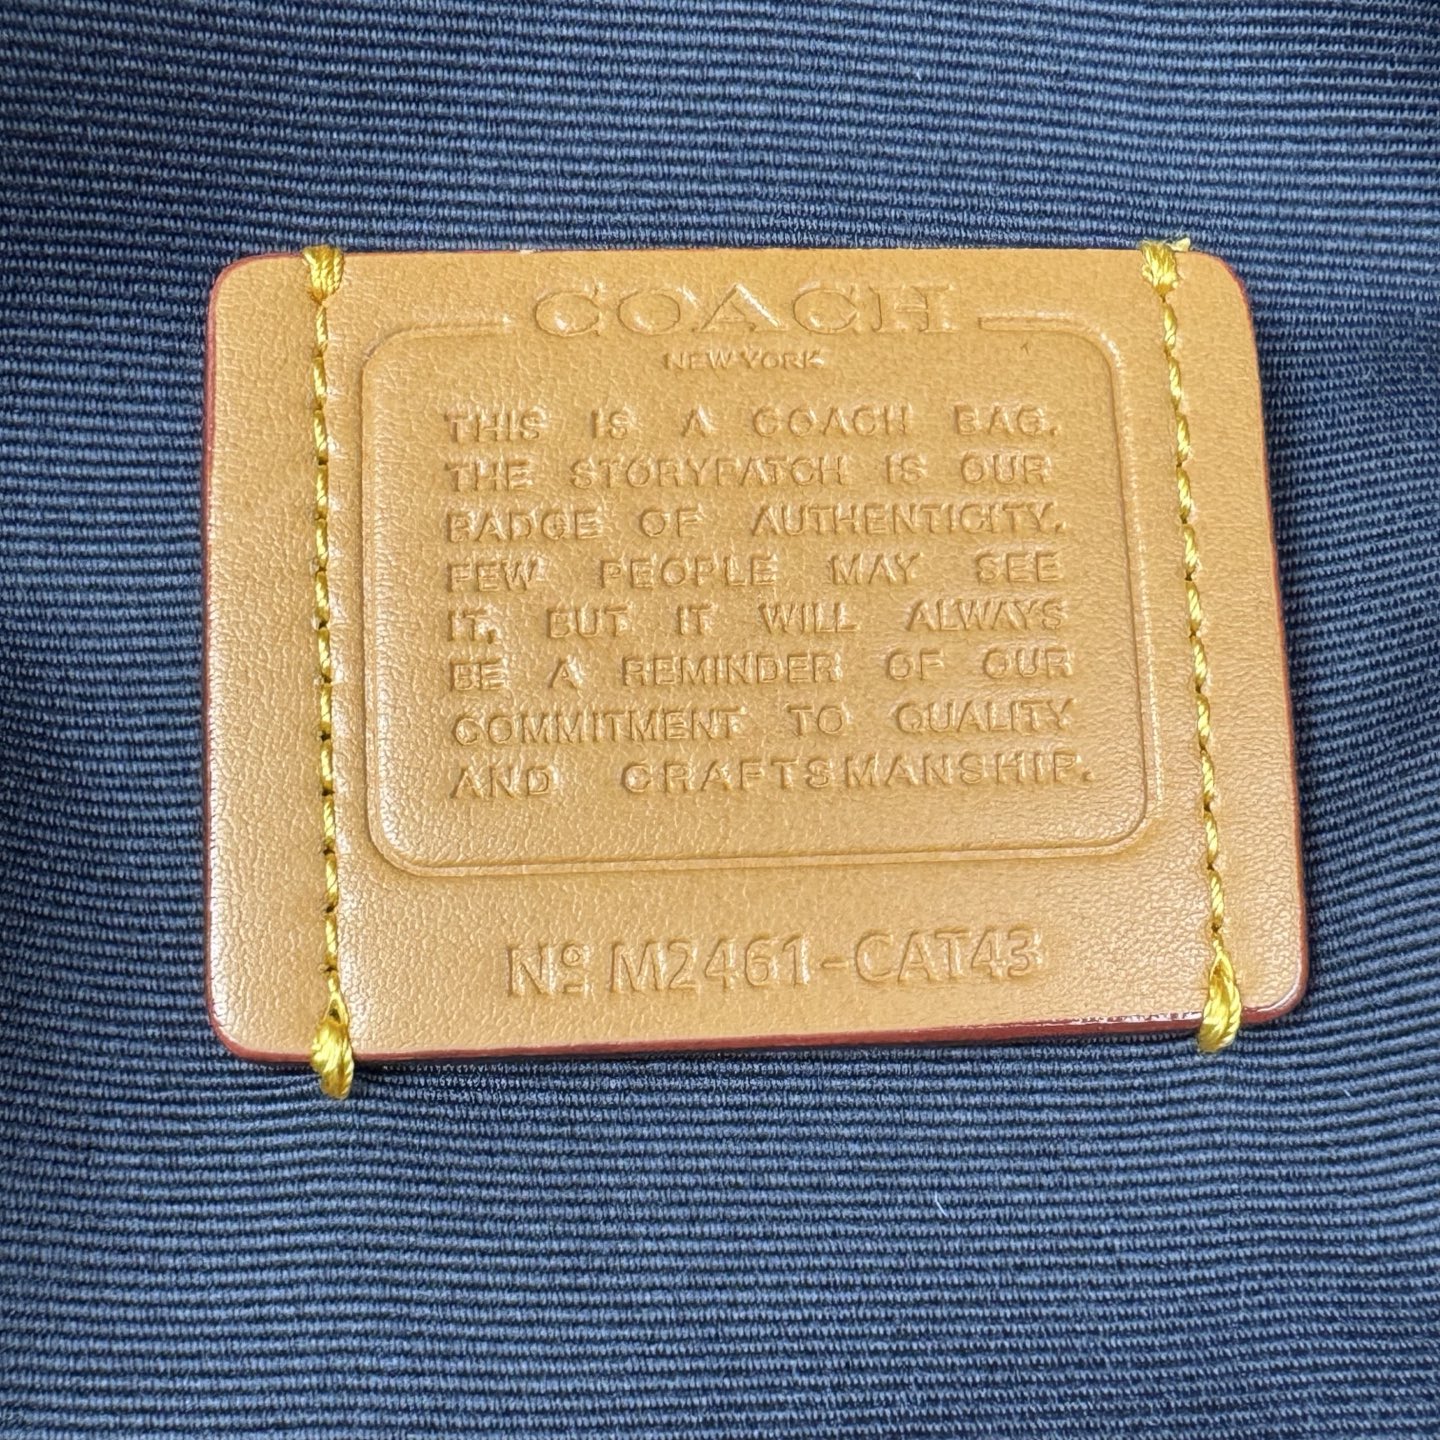 COACH
NEW YORK
THIS IS A COACH BAG.
THE STORYPATCH IS OUR
BADGE OF AUTHENTICITY.
FEW PEOPLE MAY SEE
IT, BUT IT WILL ALWAYS
BE A REMINDER OF OUR
COMMITMENT TO QUALITY
AND CRAFTSMANSHIP.
Nº M2461-CAT43